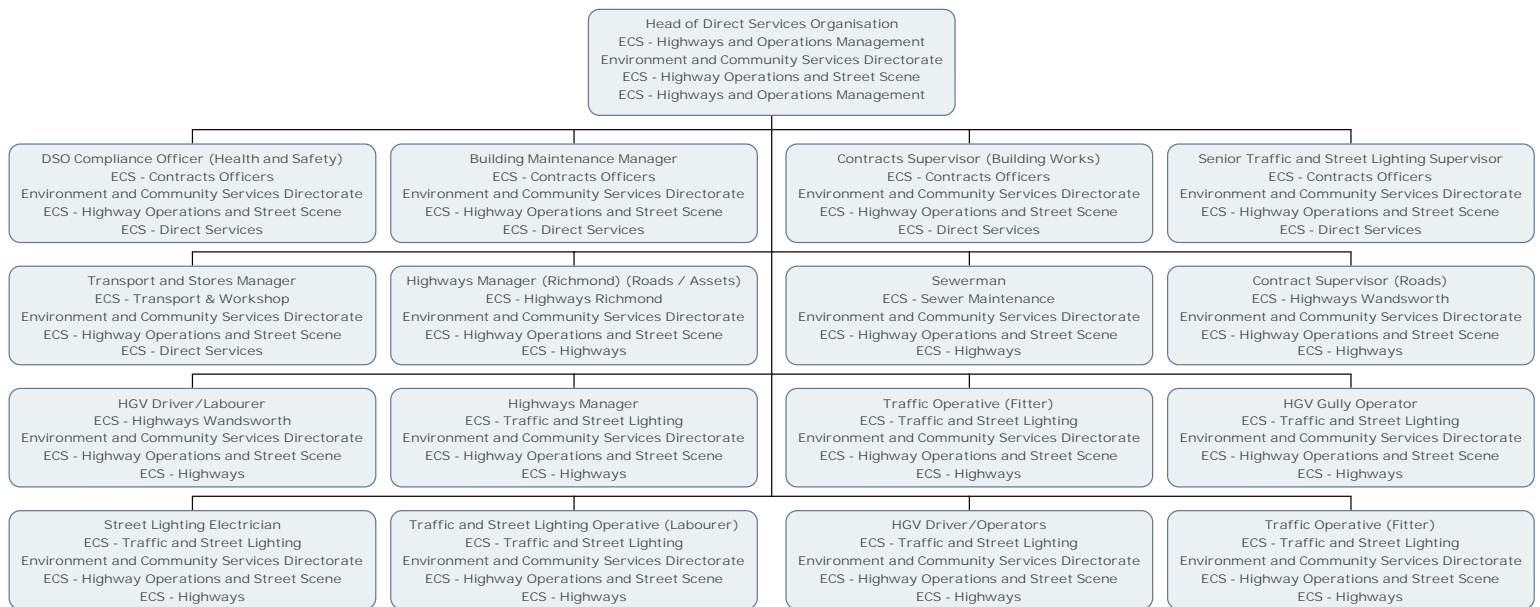 Head of Direct Services Organisation
ECS - Highways and Operations Management
Environment and Community Services Directorate
ECS - Highway Operations and Street Scene
ECS - Highways and Operations Management
DSO Compliance Officer (Health and Safety)
ECS - Contracts Officers
Environment and Community Services Directorate
ECS - Highway Operations and Street Scene
ECS - Direct Services
Building Maintenance Manager
ECS - Contracts Officers
Environment and Community Services Directorate
ECS - Highway Operations and Street Scene
ECS - Direct Services
Contracts Supervisor (Building Works)
ECS - Contracts Officers
Environment and Community Services Directorate
ECS - Highway Operations and Street Scene
ECS - Direct Services
Senior Traffic and Street Lighting Supervisor
ECS - Contracts Officers
Environment and Community Services Directorate
ECS - Highway Operations and Street Scene
ECS - Direct Services
Transport and Stores Manager
ECS - Transport & Workshop
Environment and Community Services Directorate
ECS - Highway Operations and Street Scene
ECS - Direct Services
Highways Manager (Richmond) (Roads / Assets)
ECS - Highways Richmond
Environment and Community Services Directorate
ECS - Highway Operations and Street Scene
ECS - Highways
Sewerman
ECS - Sewer Maintenance
Environment and Community Services Directorate
ECS - Highway Operations and Street Scene
ECS - Highways
Contract Supervisor (Roads)
ECS - Highways Wandsworth
Environment and Community Services Directorate
ECS - Highway Operations and Street Scene
ECS - Highways
HGV Driver/Labourer
ECS - Highways Wandsworth
Environment and Community Services Directorate
ECS - Highway Operations and Street Scene
ECS - Highways
Highways Manager
ECS - Traffic and Street Lighting
Environment and Community Services Directorate
ECS - Highway Operations and Street Scene
ECS - Highways
Traffic Operative (Fitter)
ECS - Traffic and Street Lighting
Environment and Community Services Directorate
ECS - Highway Operations and Street Scene
ECS - Highways
HGV Gully Operator
ECS - Traffic and Street Lighting
Environment and Community Services Directorate
ECS - Highway Operations and Street Scene
ECS - Highways
Street Lighting Electrician
ECS - Traffic and Street Lighting
Environment and Community Services Directorate
ECS - Highway Operations and Street Scene
ECS - Highways
Traffic and Street Lighting Operative (Labourer)
ECS - Traffic and Street Lighting
Environment and Community Services Directorate
ECS - Highway Operations and Street Scene
ECS - Highways
HGV Driver/Operators
ECS - Traffic and Street Lighting
Environment and Community Services Directorate
ECS - Highway Operations and Street Scene
ECS - Highways
Traffic Operative (Fitter)
ECS - Traffic and Street Lighting
Environment and Community Services Directorate
ECS - Highway Operations and Street Scene
ECS - Highways